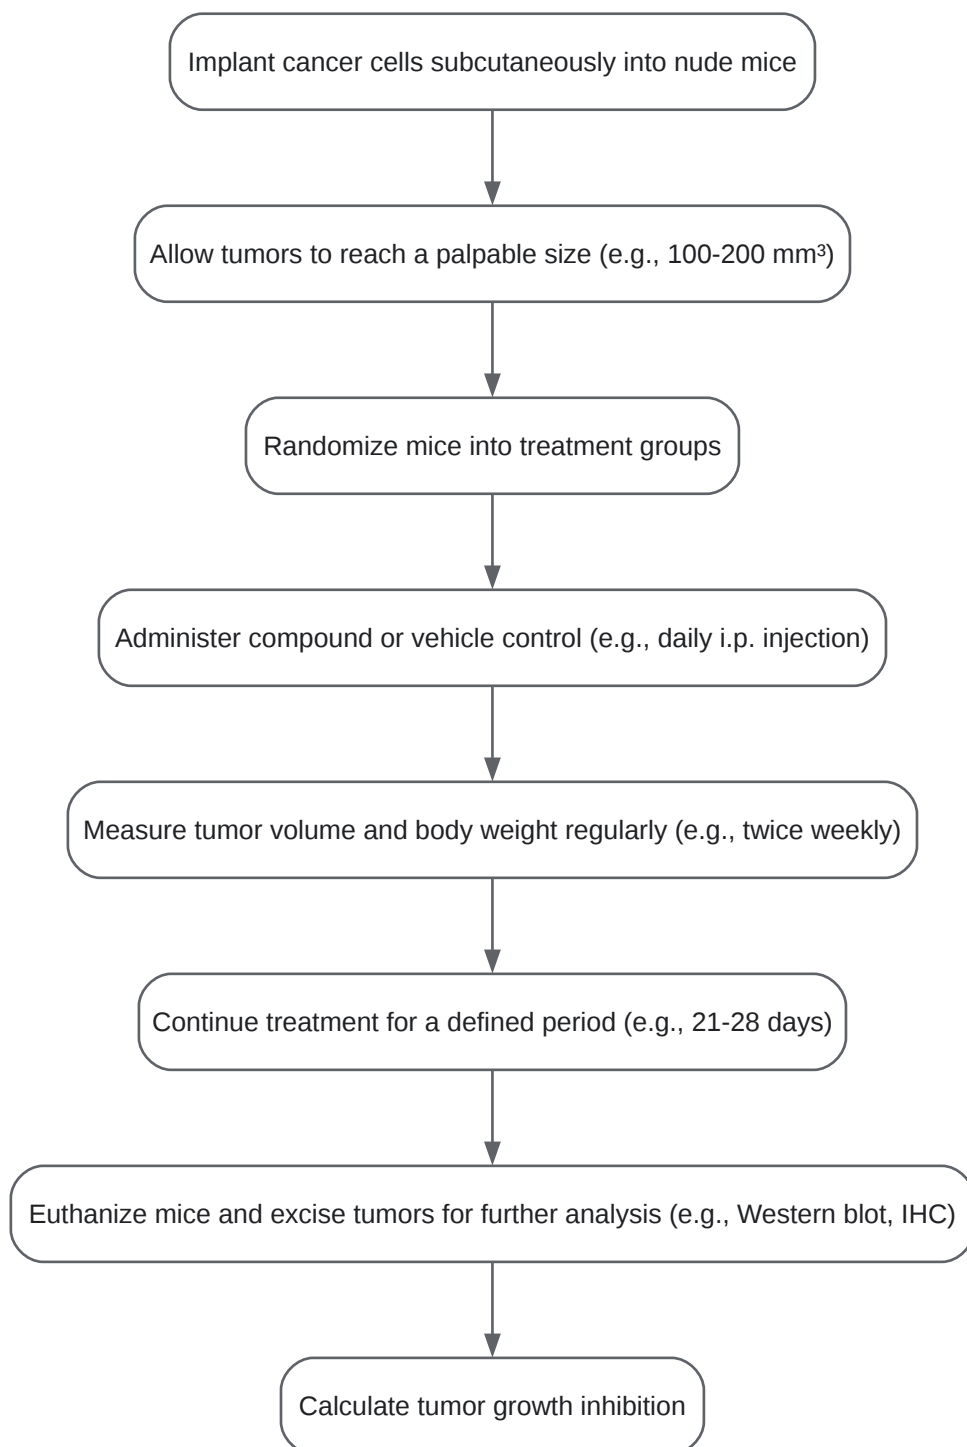 Implant cancer cells subcutaneously into nude mice
Allow tumors to reach a palpable size (e.g., 100-200 mm³)
Randomize mice into treatment groups
Administer compound or vehicle control (e.g., daily i.p. injection)
Measure tumor volume and body weight regularly (e.g., twice weekly)
Continue treatment for a defined period (e.g., 21-28 days)
Euthanize mice and excise tumors for further analysis (e.g., Western blot, IHC)
Calculate tumor growth inhibition